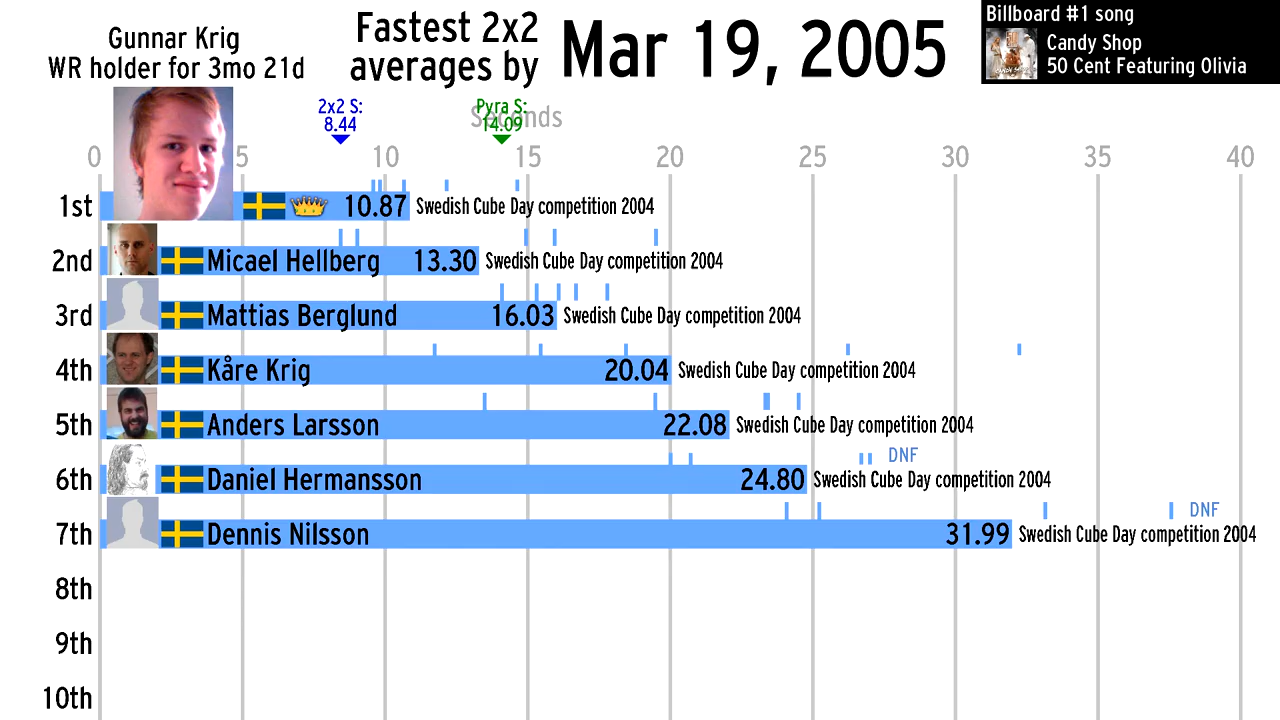 Gunnar Krig
WR holder for 3mo 21d
Fastest 2x2
averages by
Mar 19, 2005
Billboard #1 song
Candy Shop
50 Cent Featuring Olivia
2x2 S:
8.44
Pyra S:
14.09
Seconds
0 5 10 15 20 25 30 35 40
1st 10.87 Swedish Cube Day competition 2004
2nd Micael Hellberg 13.30 Swedish Cube Day competition 2004
3rd Mattias Berglund 16.03 Swedish Cube Day competition 2004
4th Kåre Krig 20.04 Swedish Cube Day competition 2004
5th Anders Larsson 22.08 Swedish Cube Day competition 2004
DNF
6th Daniel Hermansson 24.80 Swedish Cube Day competition 2004
DNF
7th Dennis Nilsson 31.99 Swedish Cube Day competition 2004
8th
9th
10th